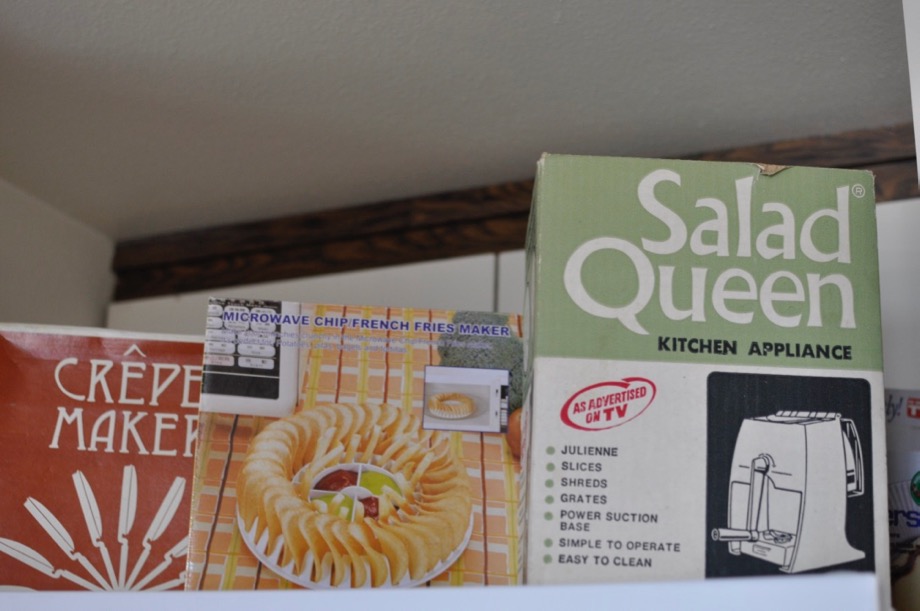 CRÊPE
MAKER
MICROWAVE CHIP FRENCH FRIES MAKER
Salad®
Queen
KITCHEN APPLIANCE
AS ADVERTISED
ON TV
JULIENNE
SLICES
SHREDS
GRATES
POWER SUCTION
BASE
SIMPLE TO OPERATE
EASY TO CLEAN